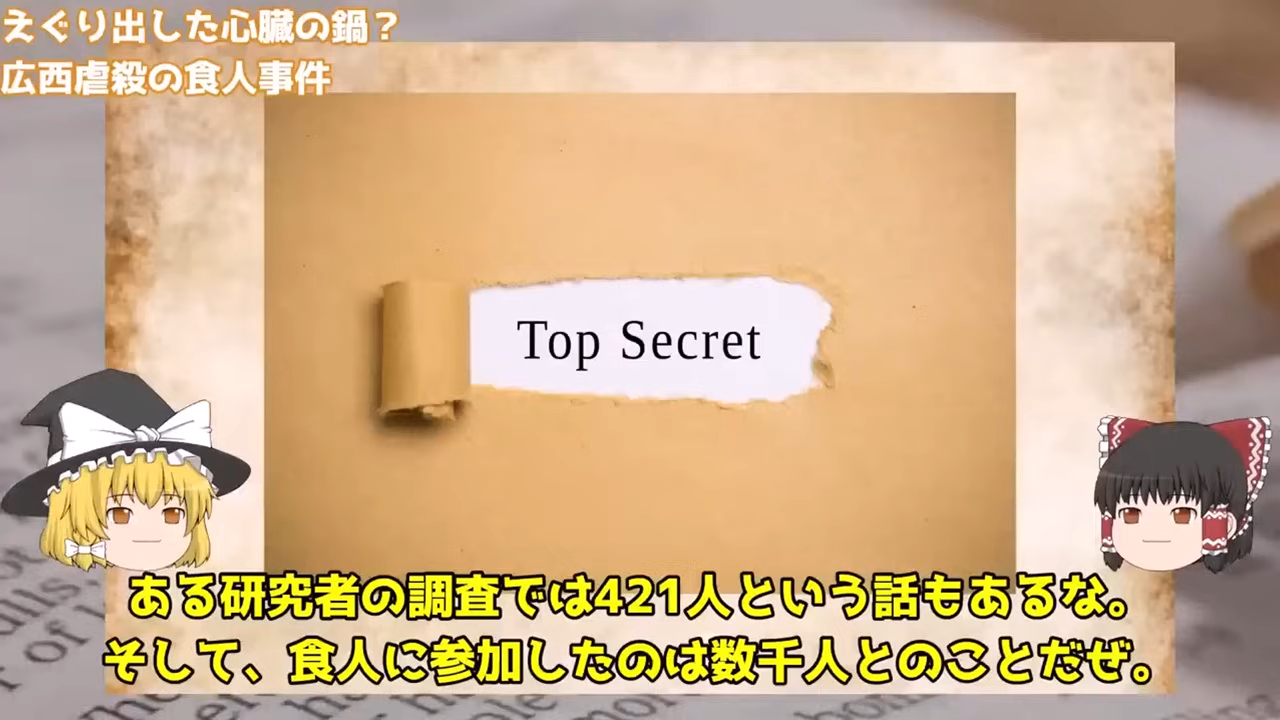 えぐり出した心臓の鍋？
広西虐殺の食人事件
Top Secret
ある研究者の調査では421人という話もあるな。
そして、食人に参加したのは数千人とのことだぜ。